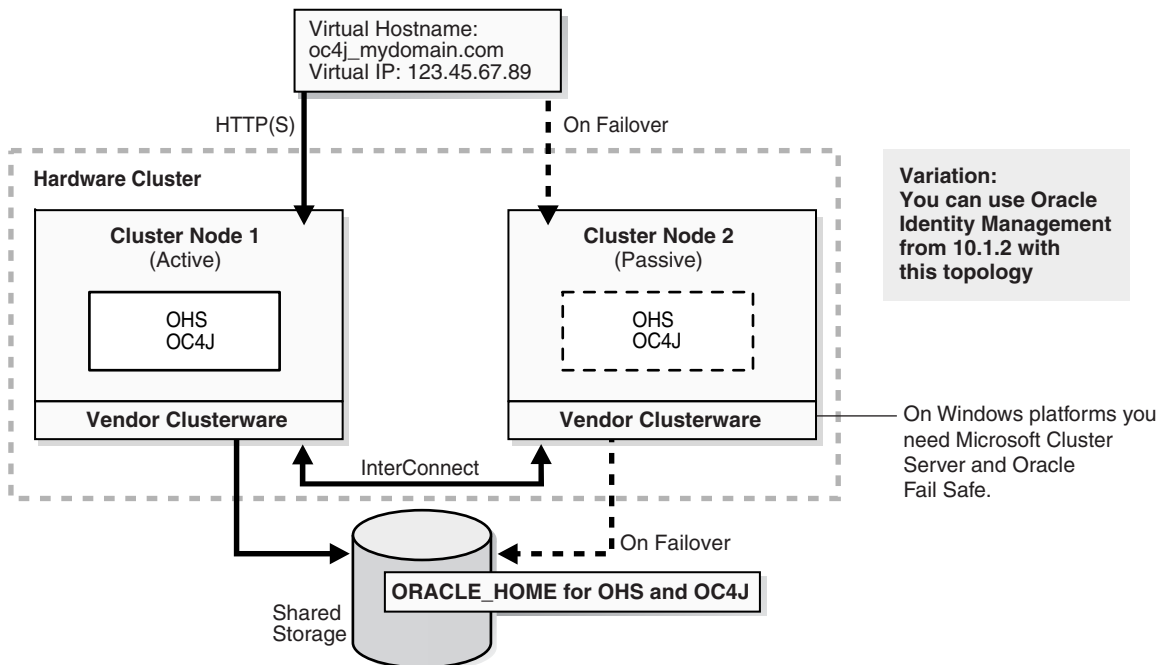 Virtual Hostname:
oc4j_mydomain.com
Virtual IP: 123.45.67.89
HTTP(S)
On Failover
Hardware Cluster
Cluster Node 1
(Active)
OHS
OC4J
Vendor Clusterware
Cluster Node 2
(Passive)
OHS
OC4J
Vendor Clusterware
Variation:
You can use Oracle
Identity Management
from 10.1.2 with
this topology
On Windows platforms you
need Microsoft Cluster
Server and Oracle
Fail Safe.
InterConnect
On Failover
ORACLE_HOME for OHS and OC4J
Shared
Storage